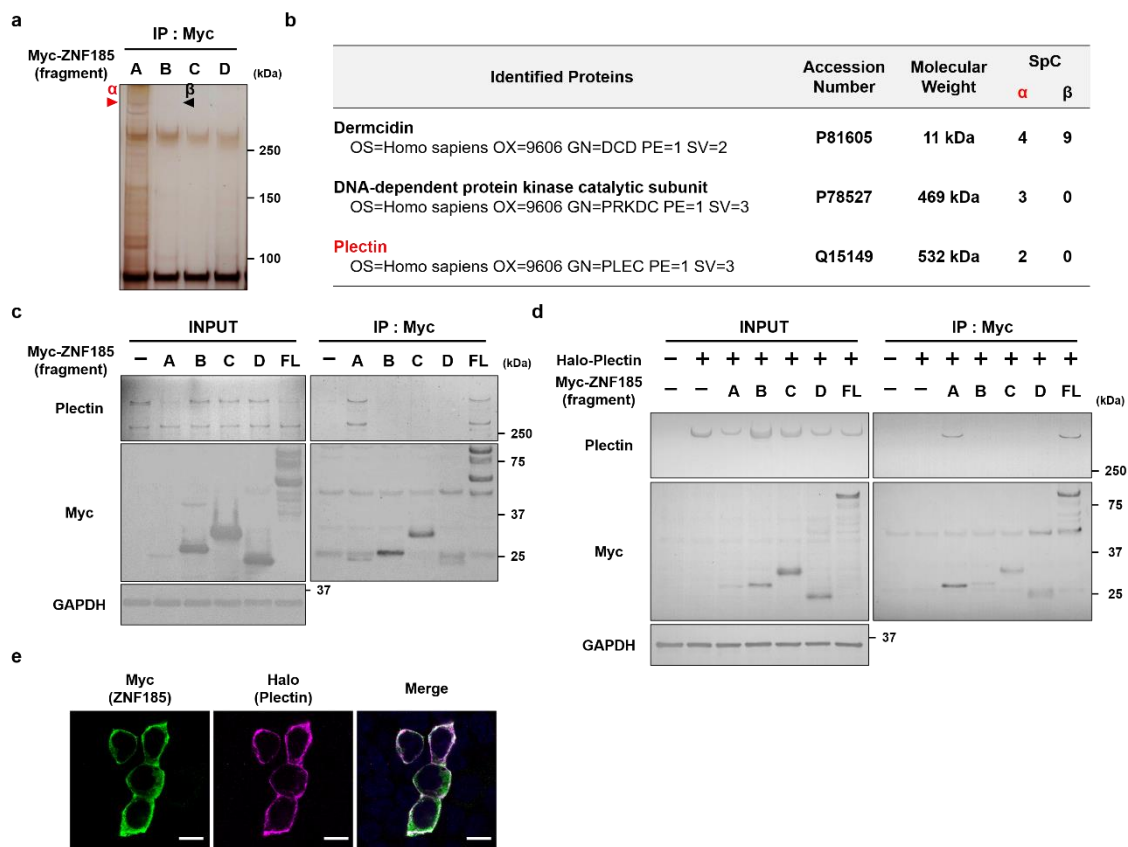 a
IP : Myc
Myc-ZNF185
(fragment)
A B C D
(kDa)
α
β
250
150
100
b
Identified Proteins
Accession
Number
Molecular
Weight
SpC
α β
Dermcidin
OS=Homo sapiens OX=9606 GN=DCD PE=1 SV=2
P81605 11 kDa 4 9
DNA-dependent protein kinase catalytic subunit
OS=Homo sapiens OX=9606 GN=PRKDC PE=1 SV=3
P78527 469 kDa 3 0
Plectin
OS=Homo sapiens OX=9606 GN=PLEC PE=1 SV=3
Q15149 532 kDa 2 0
c
INPUT IP : Myc
Myc-ZNF185
(fragment)
− A B C D FL − A B C D FL (kDa)
Plectin
250
75
Myc
37
25
37
GAPDH
d
INPUT IP : Myc
Halo-Plectin − + + + + + + − + + + + + +
Myc-ZNF185
(fragment)
− − A B C D FL − − A B C D FL
(kDa)
Plectin
250
75
Myc
37
25
37
GAPDH
e
Myc
(ZNF185)
Halo
(Plectin)
Merge